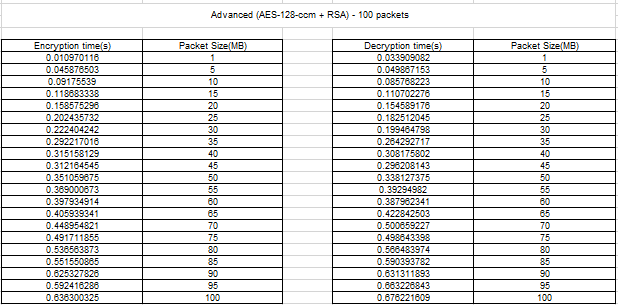 Advanced (AES-128-ccm + RSA) - 100 packets
Encryption time(s) Packet Size(MB) Decryption time(s) Packet Size(MB)
0.010970116 1 0.033909082 1
0.045876503 5 0.049867153 5
0.09175539 10 0.085768223 10
0.118683338 15 0.110702276 15
0.158575296 20 0.154589176 20
0.202435732 25 0.182512045 25
0.222404242 30 0.199464798 30
0.292217016 35 0.264292717 35
0.315158129 40 0.308175802 40
0.312164545 45 0.296208143 45
0.351059675 50 0.338127375 50
0.369000673 55 0.39294982 55
0.397934914 60 0.387962341 60
0.405939341 65 0.422842503 65
0.448954821 70 0.500659227 70
0.491711855 75 0.498643398 75
0.536563873 80 0.566483974 80
0.551550865 85 0.590393782 85
0.625327826 90 0.631311893 90
0.592416286 95 0.663226843 95
0.636300325 100 0.676221609 100